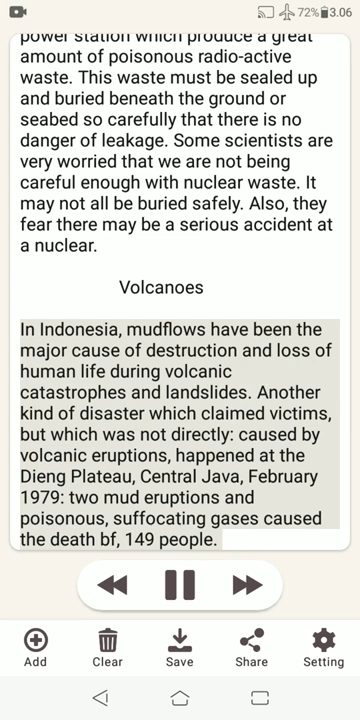 72% 3.06
power station which produce a great
amount of poisonous radio-active
waste. This waste must be sealed up
and buried beneath the ground or
seabed so carefully that there is no
danger of leakage. Some scientists are
very worried that we are not being
careful enough with nuclear waste. It
may not all be buried safely. Also, they
fear there may be a serious accident at
a nuclear.
Volcanoes
In Indonesia, mudflows have been the
major cause of destruction and loss of
human life during volcanic
catastrophes and landslides. Another
kind of disaster which claimed victims,
but which was not directly: caused by
volcanic eruptions, happened at the
Dieng Plateau, Central Java, February
1979: two mud eruptions and
poisonous, suffocating gases caused
the death bf, 149 people.
Add Clear Save Share Setting